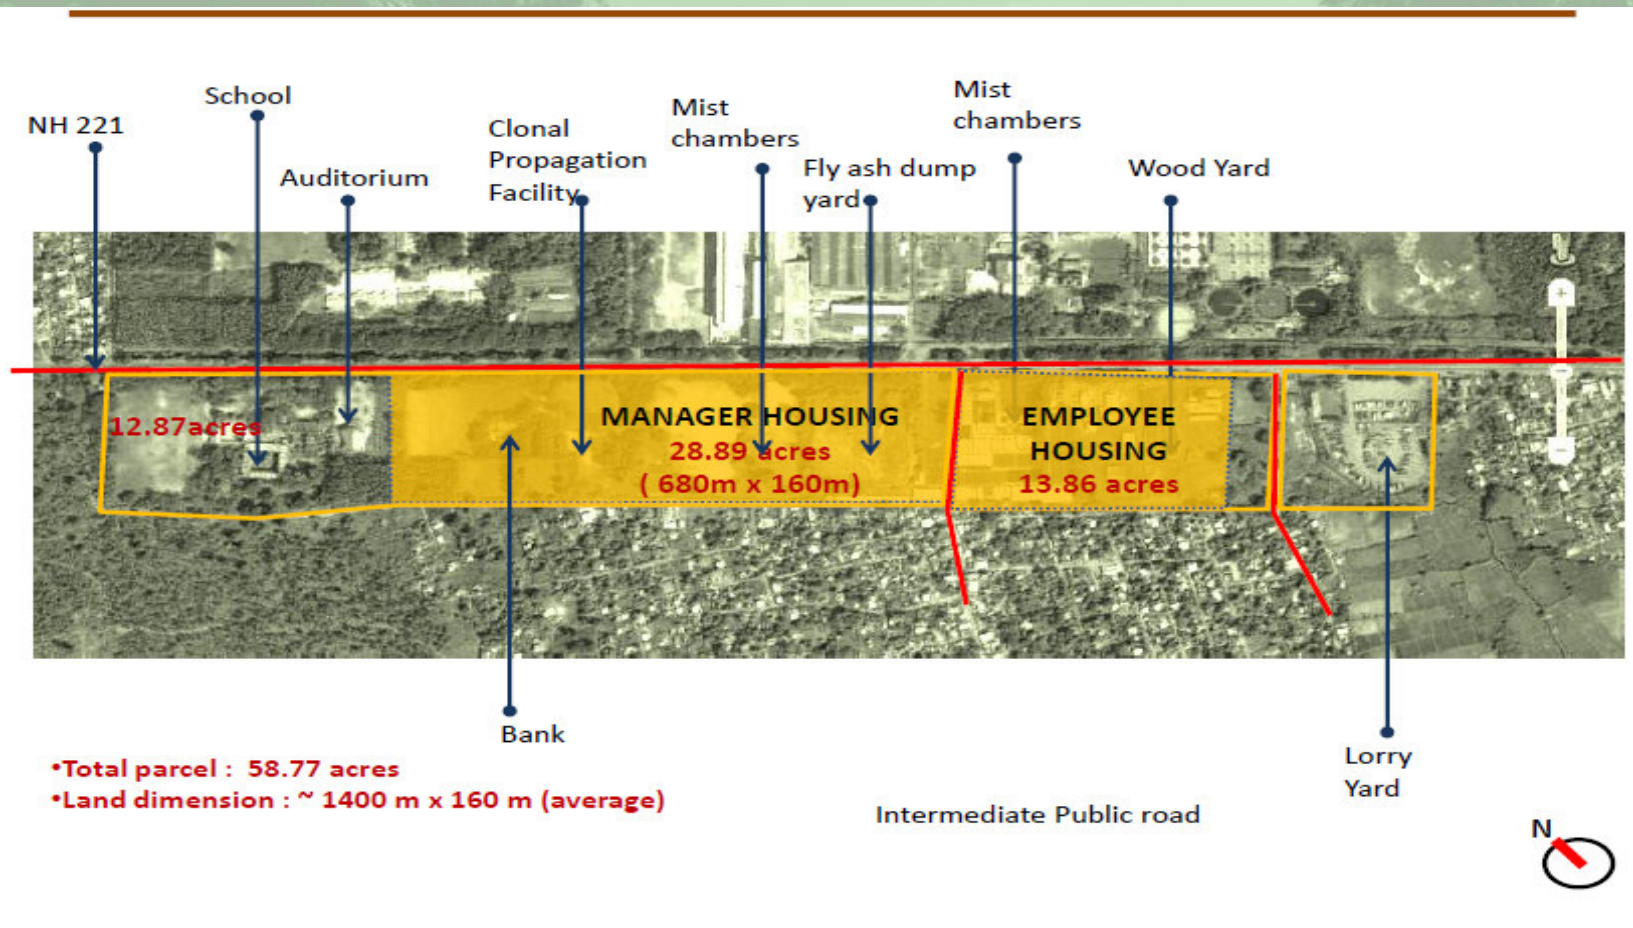 NH 221
School
Auditorium
Clonal
Propagation
Facility
Mist
chambers
Fly ash dump
yard
Mist
chambers
Wood Yard
12.87acres
MANAGER HOUSING
28.89 acres
( 680m x 160m)
EMPLOYEE
HOUSING
13.86 acres
Bank
Lorry
Yard
•Total parcel : 58.77 acres
•Land dimension : ~ 1400 m x 160 m (average)
Intermediate Public road
N